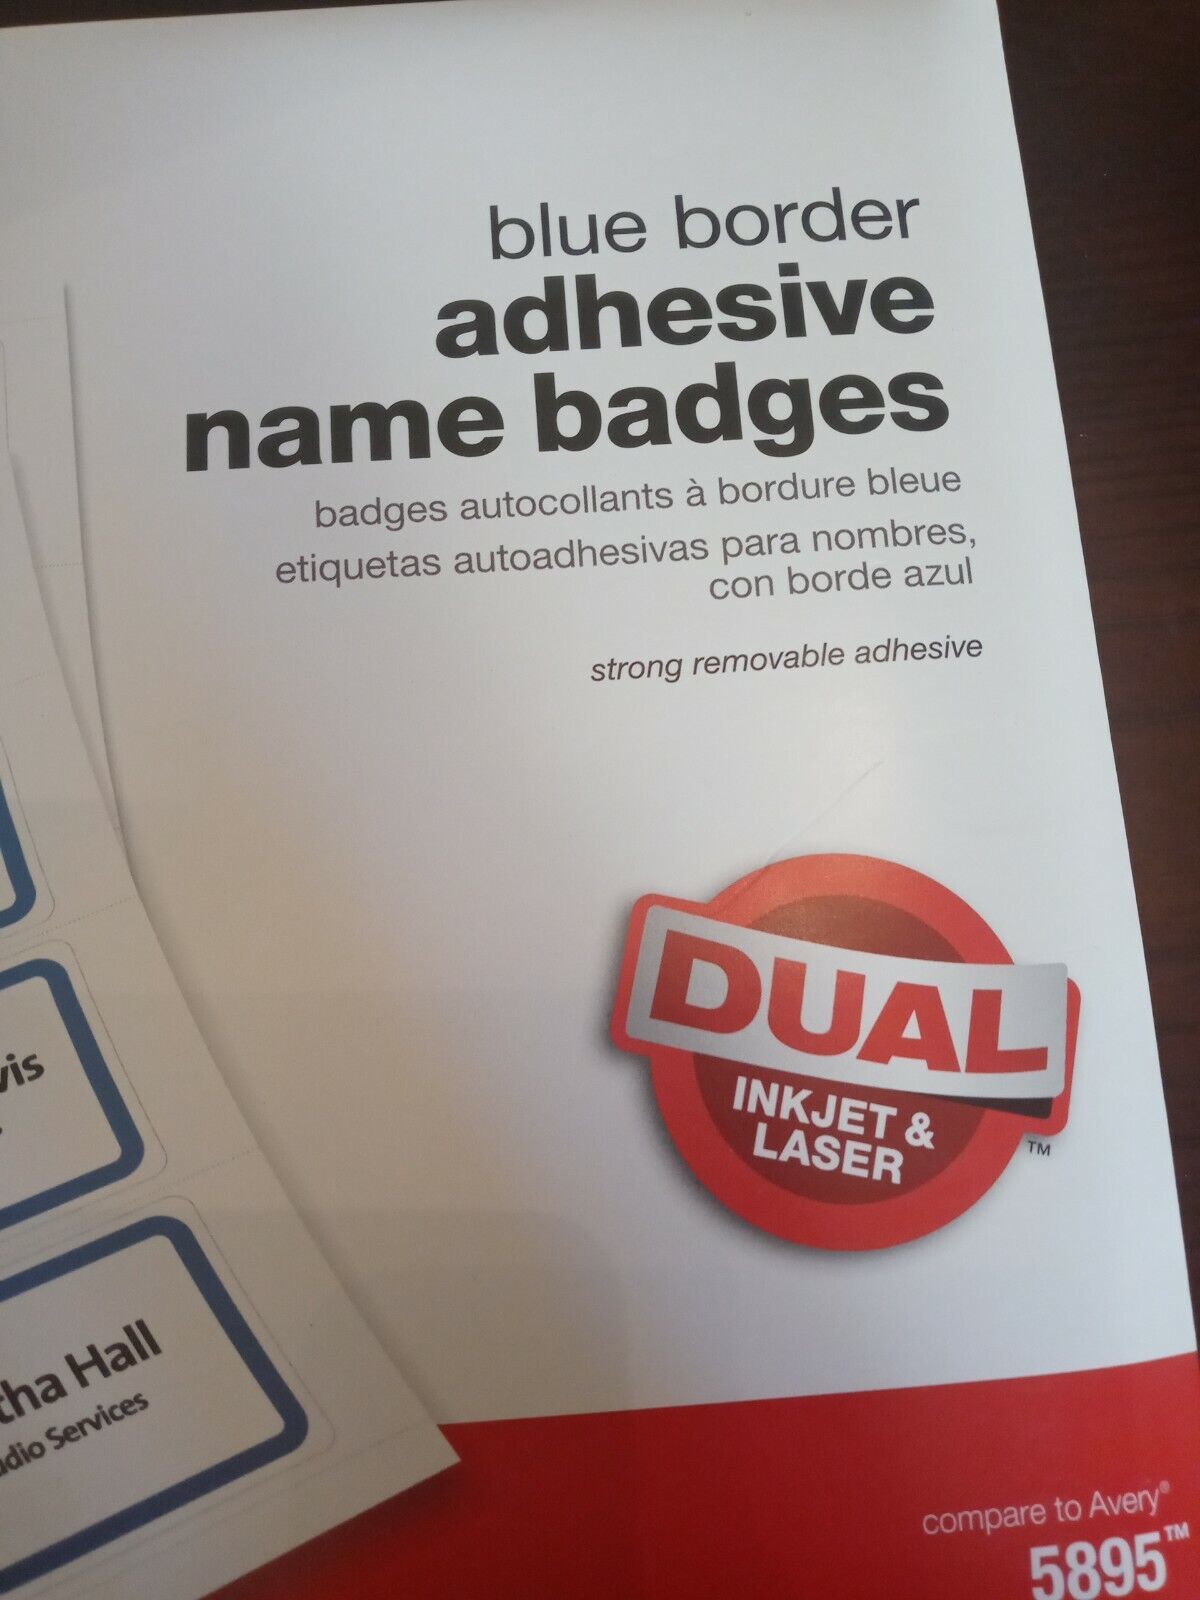 blue border
adhesive
name badges
badges autocollants à bordure bleue
etiquetas autoadhesivas para nombres,
con borde azul
strong removable adhesive
DUAL
INKJET &
LASER
TM
vis
tha Hall
dio Services
compare to Avery®
5895™